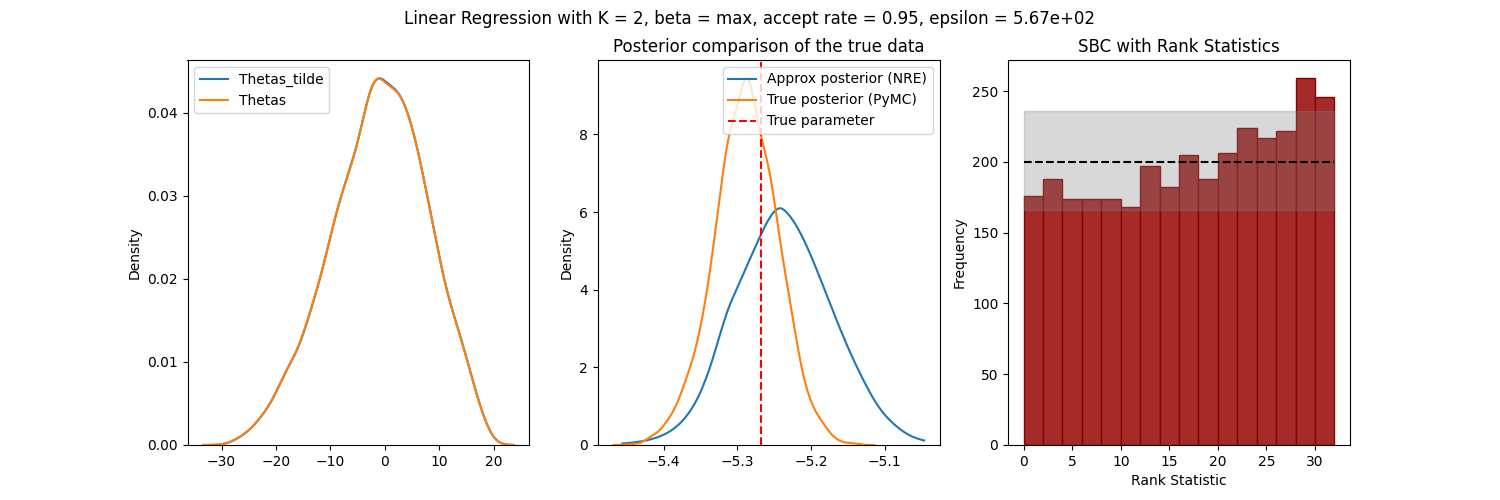 Linear Regression with K = 2, beta = max, accept rate = 0.95, epsilon = 5.67e+02
Density
0.00
0.01
0.02
0.03
0.04
−30
−20
−10
0
10
20
Thetas_tilde
Thetas
Posterior comparison of the true data
Density
0
2
4
6
8
−5.4
−5.3
−5.2
−5.1
Approx posterior (NRE)
True posterior (PyMC)
True parameter
SBC with Rank Statistics
Frequency
0
50
100
150
200
250
0
5
10
15
20
25
30
Rank Statistic